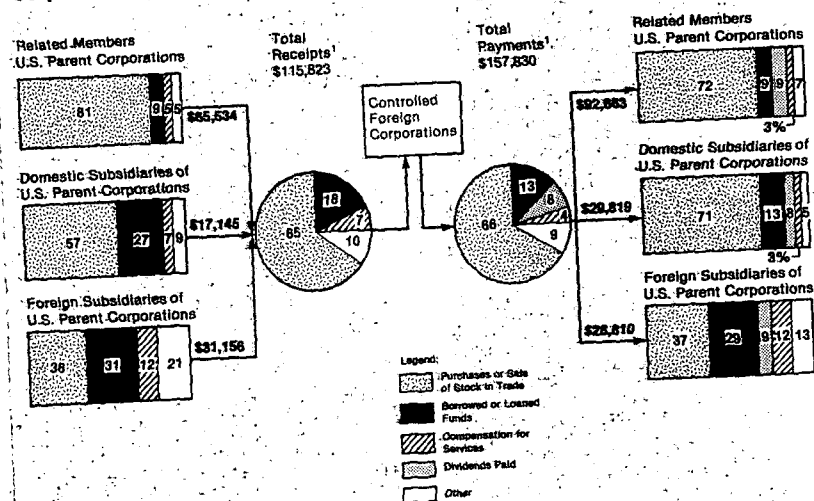 Related Members
U.S. Parent Corporations
81 9 5 5
$65,534
Domestic Subsidiaries of
U.S. Parent Corporations
57 27 7 9
$17,145
Foreign Subsidiaries of
U.S. Parent Corporations
36 31 12 21
$31,156
Total
Receipts¹
$115,823
65 18 7 10
Controlled
Foreign
Corporations
Total
Payments¹
$157,830
66 13 8 4 9
Related Members
U.S. Parent Corporations
72 9 9 7
3%
Domestic Subsidiaries of
U.S. Parent Corporations
$29,819
71 13 8 5
3%
Foreign Subsidiaries of
U.S. Parent Corporations
$28,810
37 29 9 12 13
Legend:
Purchases or Sale
of Stock in Trade
Borrowed or Loaned
Funds
Compensation for
Services
Dividends Paid
Other